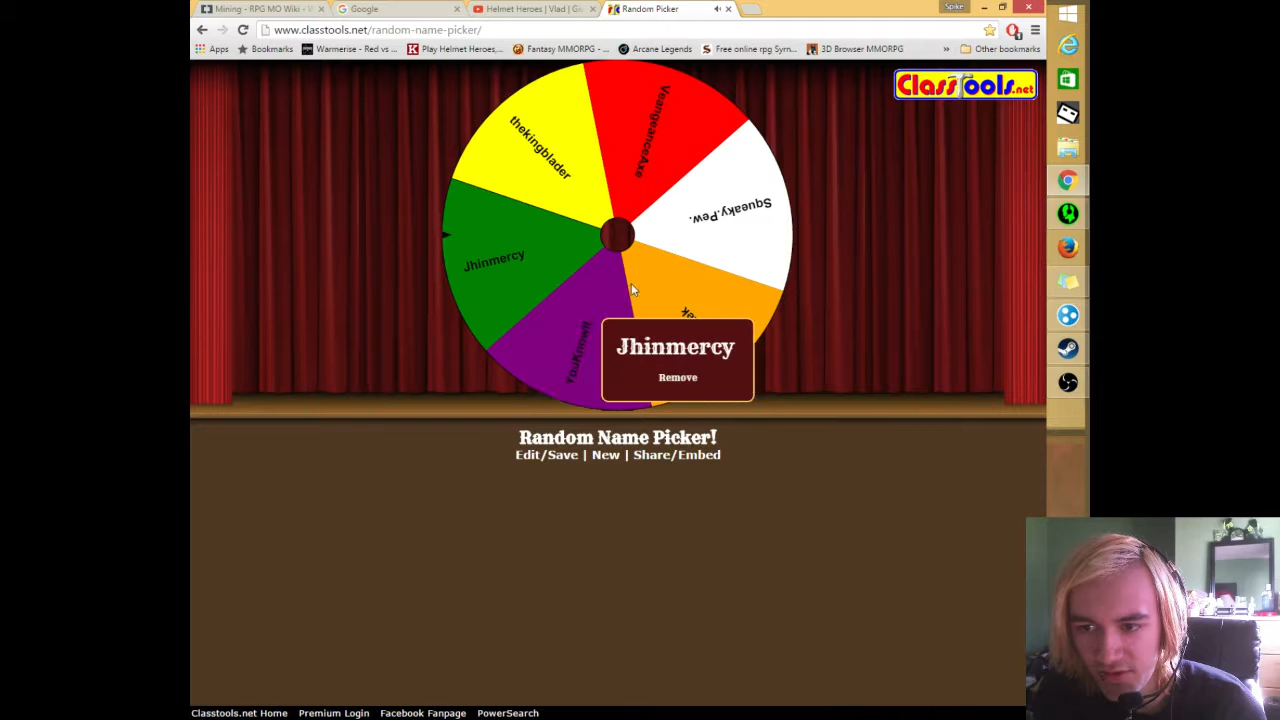 Mining - RPG MO Wiki - W
Google
Helmet Heroes | Vlad | Gi
Random Picker
Spike
www.classtools.net/random-name-picker/
Apps
Bookmarks
Warmerise - Red vs ...
Play Helmet Heroes,...
Fantasy MMORPG - ...
Arcane Legends
Free online rpg Syrn...
3D Browser MMORPG
»
Other bookmarks
ClassTools.net
VeangeanceAxe
thekingblader
Squeaky.Pew.
Jhinmercy
Jhinmercy
Remove
Random Name Picker!
Edit/Save | New | Share/Embed
Classtools.net Home
Premium Login
Facebook Fanpage
PowerSearch